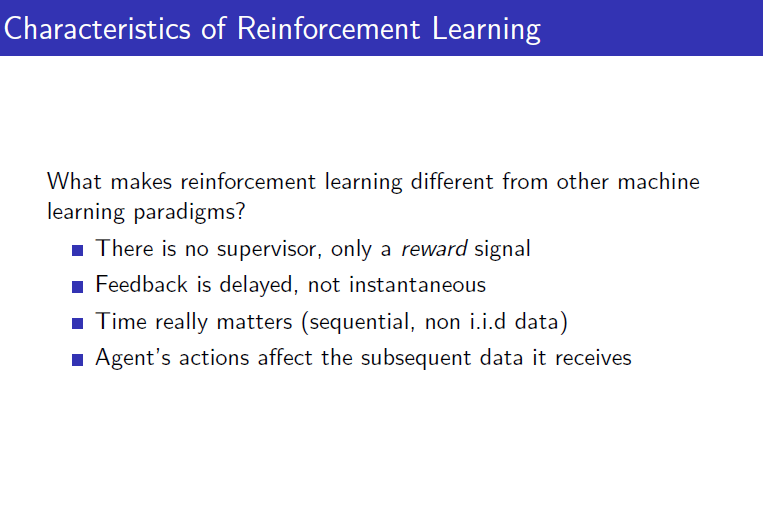 Characteristics of Reinforcement Learning
What makes reinforcement learning different from other machine
learning paradigms?
There is no supervisor, only a reward signal
Feedback is delayed, not instantaneous
Time really matters (sequential, non i.i.d data)
Agent's actions affect the subsequent data it receives